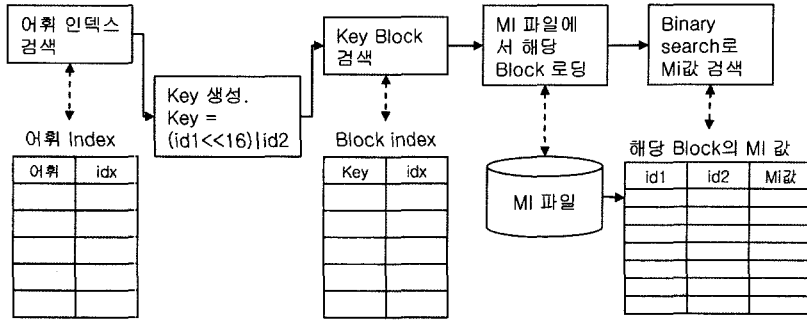 어휘 인덱스
검색
Key 생성.
Key =
(id1<<16)|id2
Key Block
검색
MI 파일에
서 해당
Block 로딩
Binary
search로
Mi값 검색
어휘 Index
어휘 idx
Block index
Key idx
MI 파일
해당 Block의 MI 값
id1 id2 Mi값